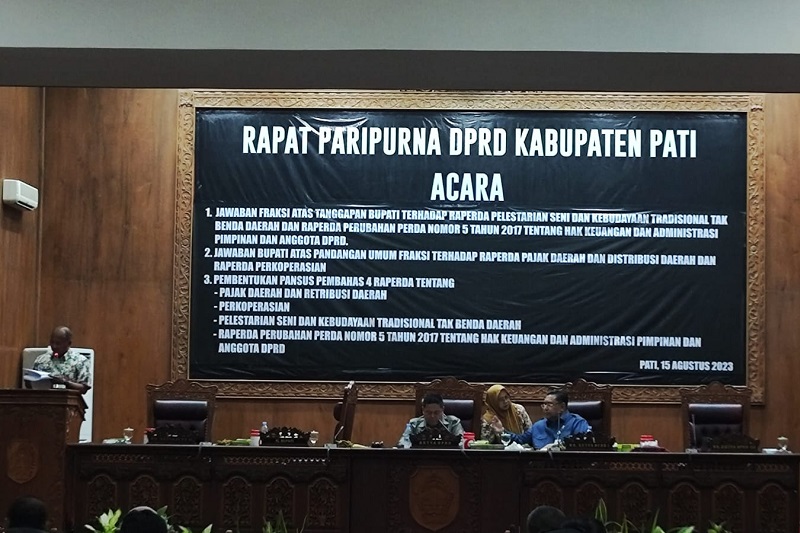 RAPAT PARIPURNA DPRD KABUPATEN PATI
ACARA
1. JAWABAN FRAKSI ATAS TANGGAPAN BUPATI TERHADAP RAPERDA PELESTARIAN SENI DAN KEBUDAYAAN TRADISIONAL TAK
BENDA DAERAH DAN RAPERDA PERUBAHAN PERDA NOMOR 5 TAHUN 2017 TENTANG HAK KEUANGAN DAN ADMINISTRASI
PIMPINAN DAN ANGGOTA DPRD.
2. JAWABAN BUPATI ATAS PANDANGAN UMUM FRAKSI TERHADAP RAPERDA PAJAK DAERAH DAN DISTRIBUSI DAERAH DAN
RAPERDA PERKOPERASIAN
3. PEMBENTUKAN PANSUS PEMBAHAS 4 RAPERDA TENTANG
- PAJAK DAERAH DAN RETRIBUSI DAERAH
- PERKOPERASIAN
- PELESTARIAN SENI DAN KEBUDAYAAN TRADISIONAL TAK BENDA DAERAH
- RAPERDA PERUBAHAN PERDA NOMOR 5 TAHUN 2017 TENTANG HAK KEUANGAN DAN ADMINISTRASI PIMPINAN DAN
ANGGOTA DPRD
PATI, 15 AGUSTUS 2023